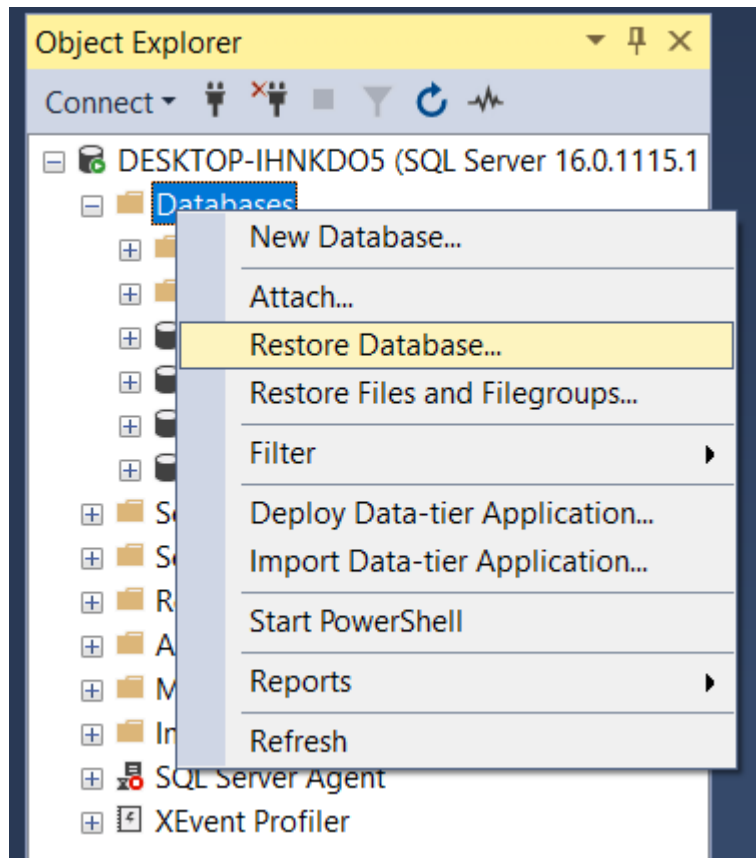 Object Explorer
Connect
DESKTOP-IHNKDO5 (SQL Server 16.0.1115.1
Databases
New Database...
Attach...
Restore Database...
Restore Files and Filegroups...
Filter
Deploy Data-tier Application...
Import Data-tier Application...
Start PowerShell
Reports
Refresh
SQL Server Agent
XEvent Profiler